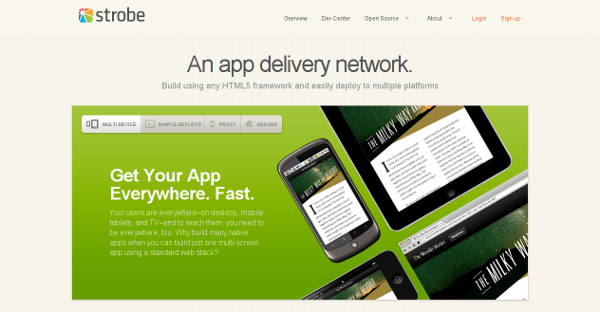 strobe
Overview Dev Center Open Source About Login Sign up
An app delivery network.
Build using any HTML5 framework and easily deploy to multiple platforms
MULTI-DEVICE SIMPLE DEPLOYS PROXY ADDONS
Get Your App
Everywhere. Fast.
Your users are everywhere–on desktop, mobile,
tablets, and TV–and to reach them, you need to
be everywhere, too. Why build many native
apps when you can build just one multi-screen
app using a standard web stack?
THE MILKY WAY
THE MILKY WAY
The Weekly Mister
THE MILKY